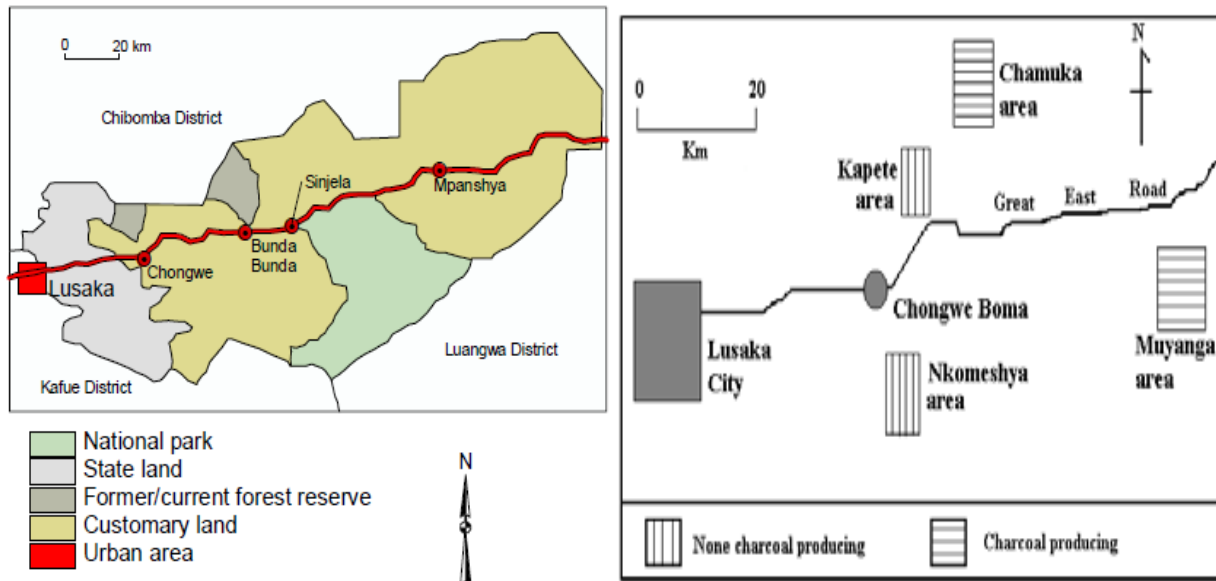 0 20 km
Chibomba District
Sinjela
Mpanshya
Bunda
Bunda
Chongwe
Lusaka
Luangwa District
Kafue District
National park
State land
Former/current forest reserve
Customary land
Urban area
N
0 20
Km
N
Chamuka
area
Kapete
area
Great East Road
Chongwe Boma
Lusaka
City
Muyanga
area
Nkomeshya
area
None charcoal producing
Charcoal producing